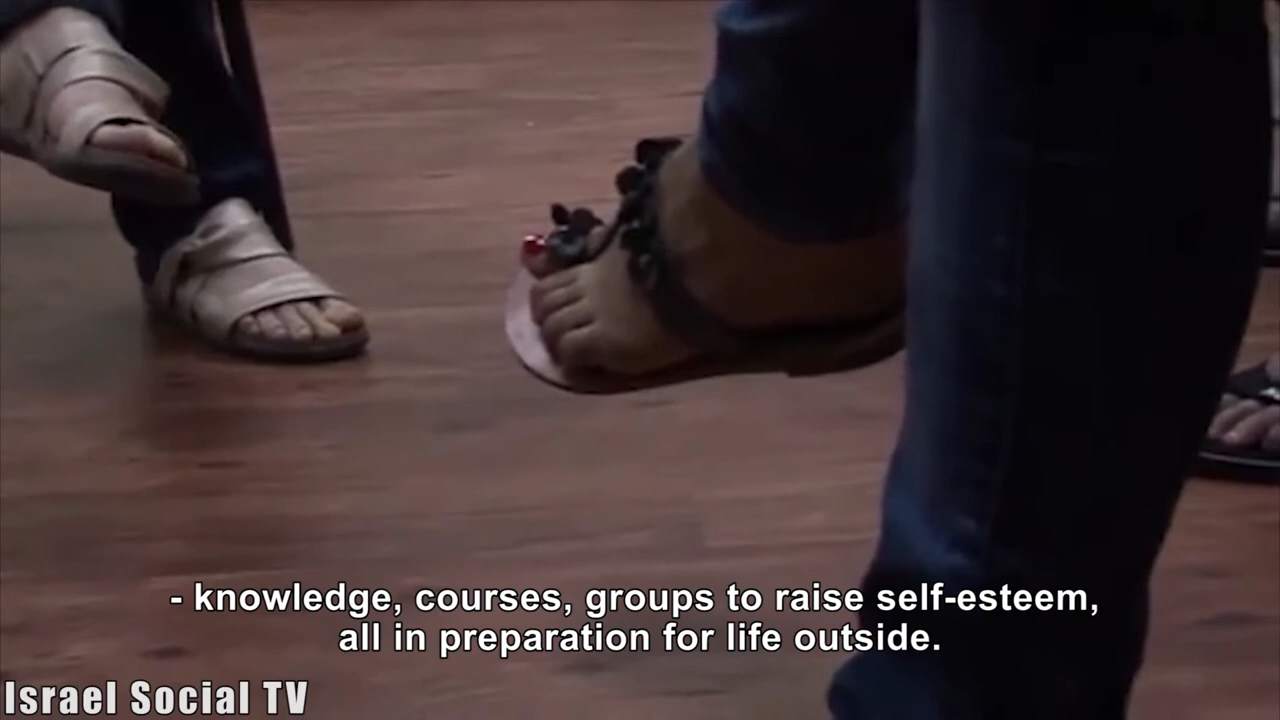 - knowledge, courses, groups to raise self-esteem,
all in preparation for life outside.
Israel Social TV